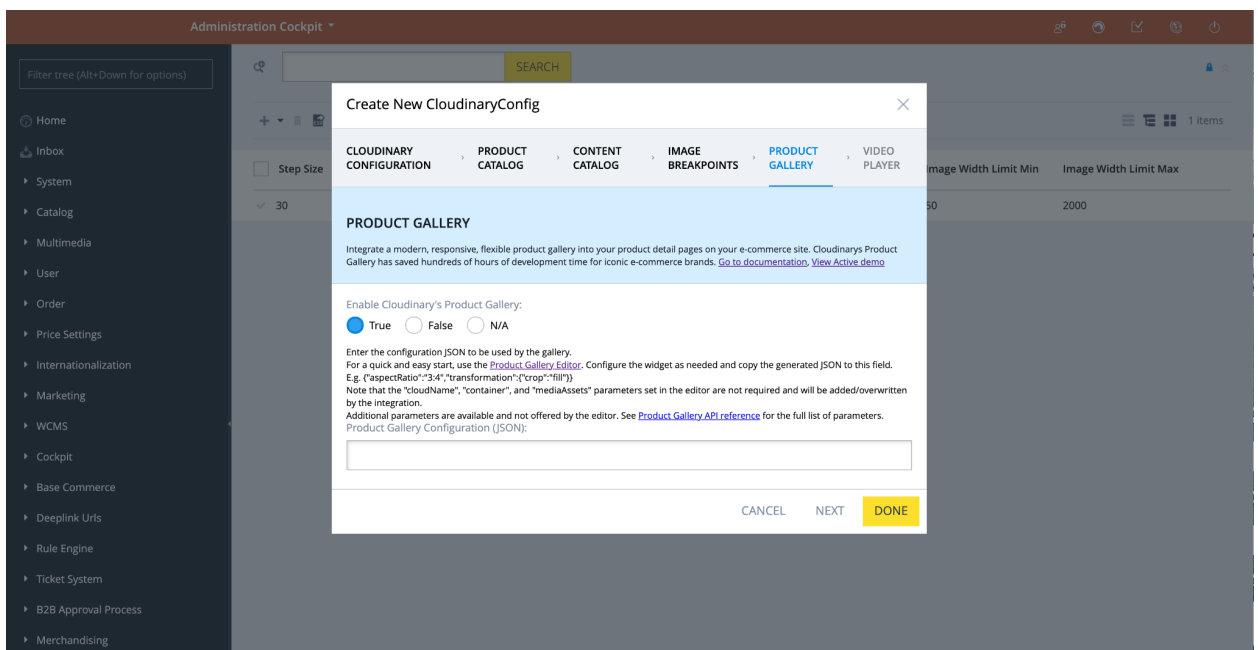 Administration Cockpit
Filter tree (Alt+Down for options)
SEARCH
Home
Inbox
System
Catalog
Multimedia
User
Order
Price Settings
Internationalization
Marketing
WCMS
Cockpit
Base Commerce
Deeplink Urls
Rule Engine
Ticket System
B2B Approval Process
Merchandising
1 items
Step Size
Image Width Limit Min
Image Width Limit Max
30
50
2000
Create New CloudinaryConfig
CLOUDINARY CONFIGURATION
PRODUCT CATALOG
CONTENT CATALOG
IMAGE BREAKPOINTS
PRODUCT GALLERY
VIDEO PLAYER
PRODUCT GALLERY
Integrate a modern, responsive, flexible product gallery into your product detail pages on your e-commerce site. Cloudinarys Product
Gallery has saved hundreds of hours of development time for iconic e-commerce brands. Go to documentation, View Active demo
Enable Cloudinary's Product Gallery:
True False N/A
Enter the configuration JSON to be used by the gallery.
For a quick and easy start, use the Product Gallery Editor. Configure the widget as needed and copy the generated JSON to this field.
E.g. {"aspectRatio":"3:4","transformation":{"crop":"fill"}}
Note that the "cloudName", "container", and "mediaAssets" parameters set in the editor are not required and will be added/overwritten
by the integration.
Additional parameters are available and not offered by the editor. See Product Gallery API reference for the full list of parameters.
Product Gallery Configuration (JSON):
CANCEL NEXT DONE